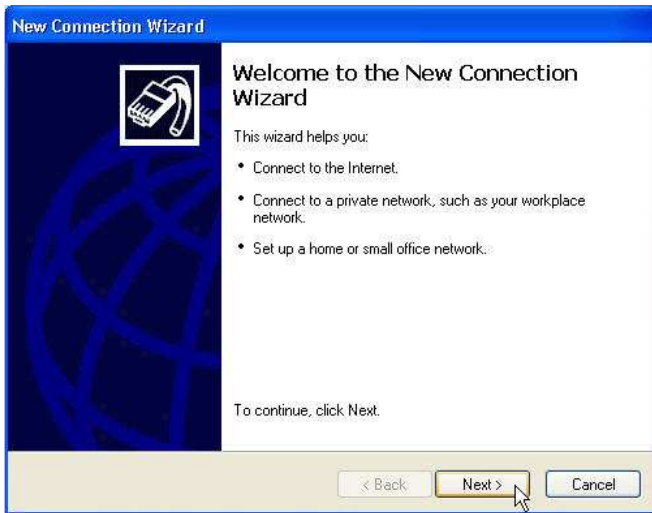 New Connection Wizard
Welcome to the New Connection
Wizard
This wizard helps you:
• Connect to the Internet.
• Connect to a private network, such as your workplace
network.
• Set up a home or small office network.
To continue, click Next.
< Back
Next >
Cancel